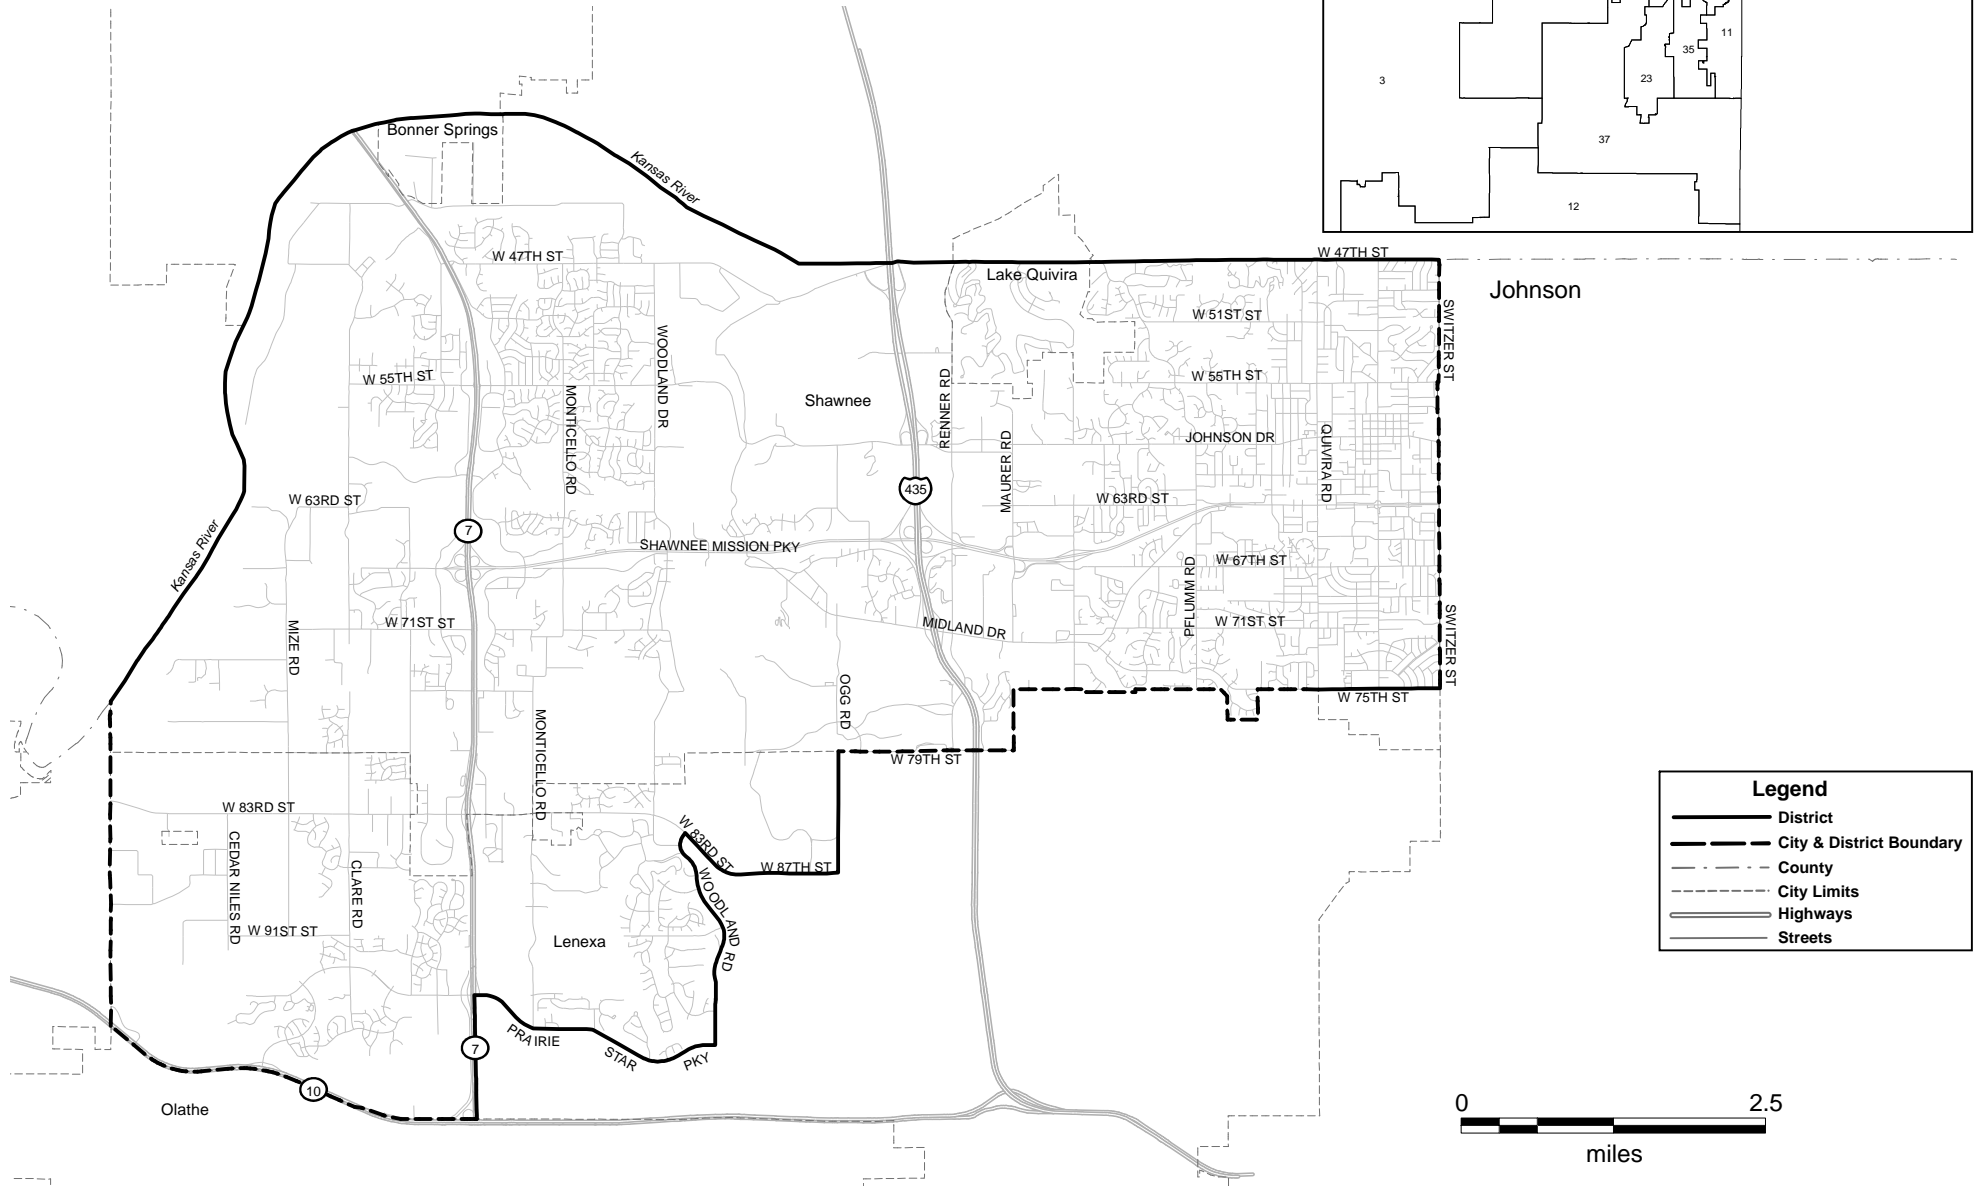 3
23
35
11
37
12
Bonner Springs
Kansas River
W 47TH ST
W 47TH ST
Lake Quivira
Johnson
W 51ST ST
SWITZER ST
WOODLAND DR
W 55TH ST
W 55TH ST
MONTICELLO RD
Shawnee
RENNER RD
MAURER RD
JOHNSON DR
QUIVIRA RD
435
W 63RD ST
W 63RD ST
7
Kansas River
SHAWNEE MISSION PKY
W 67TH ST
PFLUMM RD
MIZE RD
W 71ST ST
MIDLAND DR
W 71ST ST
SWITZER ST
OGG RD
W 75TH ST
MONTICELLO RD
W 79TH ST
W 83RD ST
CEDAR NILES RD
CLARE RD
W 83RD ST
W 87TH ST
WOODLAND RD
W 91ST ST
Lenexa
PRAIRIE
STAR
PKY
7
10
Olathe
Legend
District
City & District Boundary
County
City Limits
Highways
Streets
0 2.5
miles